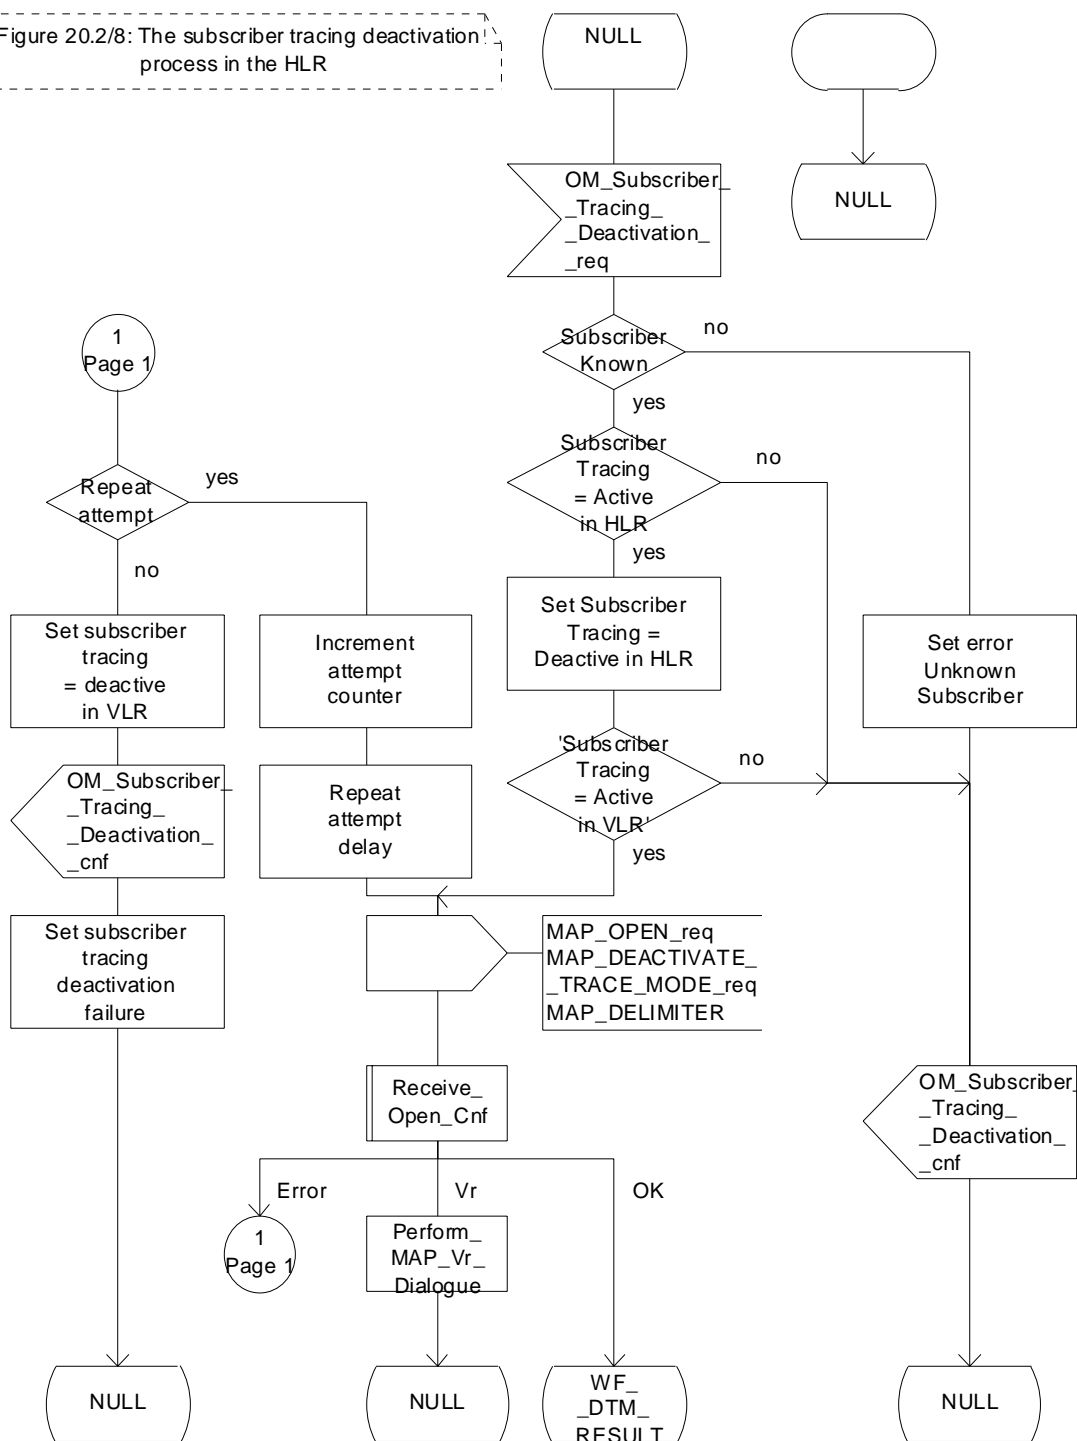 Figure 20.2/8: The subscriber tracing deactivation
process in the HLR
NULL
NULL
OM_Subscriber_
_Tracing_
_Deactivation_
_req
1
Page 1
Subscriber
Known
no
yes
Subscriber
Tracing
= Active
in HLR
no
yes
Repeat
attempt
yes
no
Set Subscriber
Tracing =
Deactive in HLR
Set subscriber
tracing
= deactive
in VLR
Increment
attempt
counter
Set error
Unknown
Subscriber
'Subscriber
Tracing
= Active
in VLR'
no
yes
OM_Subscriber_
_Tracing_
_Deactivation_
_cnf
Repeat
attempt
delay
Set subscriber
tracing
deactivation
failure
MAP_OPEN_req
MAP_DEACTIVATE_
_TRACE_MODE_req
MAP_DELIMITER
Receive_
Open_Cnf
OM_Subscriber_
_Tracing_
_Deactivation_
_cnf
Error
Vr
OK
1
Page 1
Perform_
MAP_Vr_
Dialogue
NULL
NULL
WF_
_DTM_
RESULT
NULL